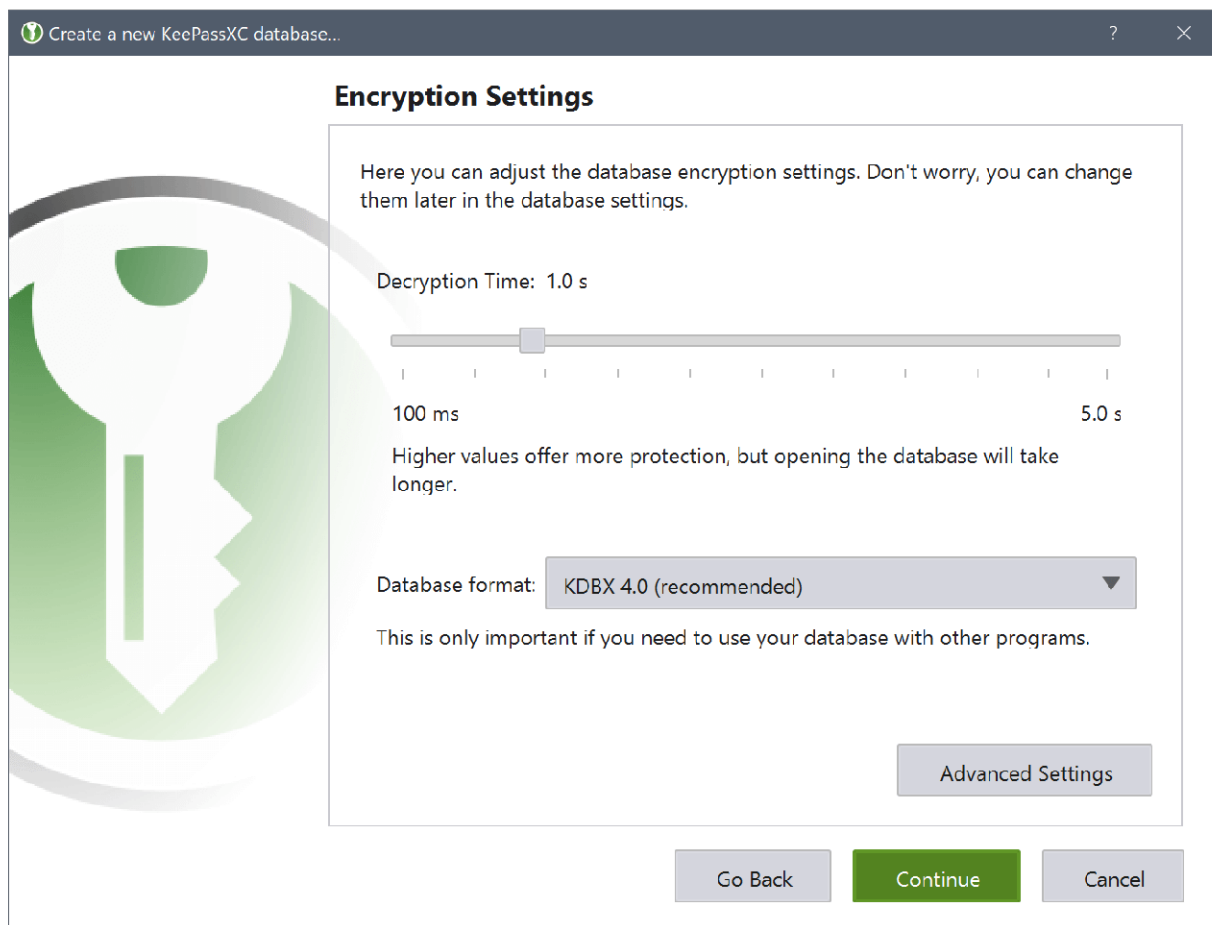 Create a new KeePassXC database...
?
Encryption Settings
Here you can adjust the database encryption settings. Don't worry, you can change
them later in the database settings.
Decryption Time: 1.0 s
100 ms 5.0 s
Higher values offer more protection, but opening the database will take
longer.
Database format: KDBX 4.0 (recommended)
This is only important if you need to use your database with other programs.
Advanced Settings
Go Back Continue Cancel